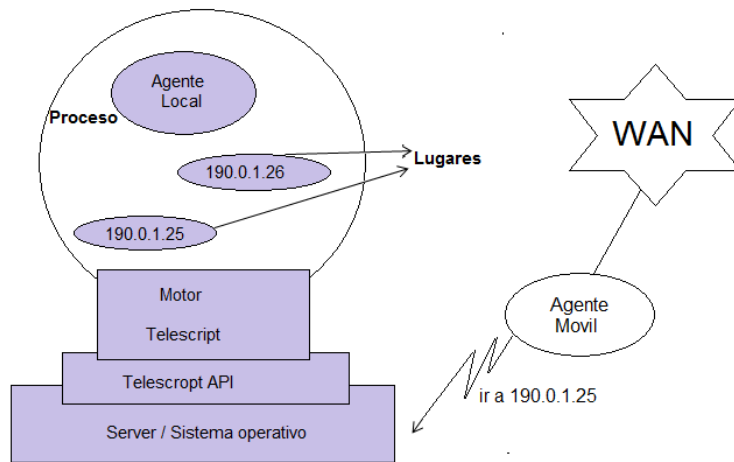 Agente
Local
Proceso
190.0.1.26
Lugares
190.0.1.25
WAN
Motor
Telescript
Telescropt API
Server / Sistema operativo
Agente
Movil
ir a 190.0.1.25